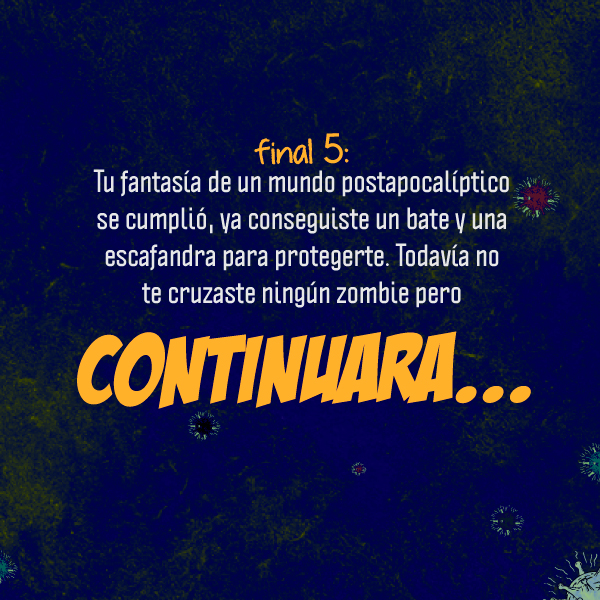 final 5:
Tu fantasía de un mundo postapocalíptico
se cumplió, ya conseguiste un bate y una
escafandra para protegerte. Todavía no
te cruzaste ningún zombie pero
CONTINUARA...